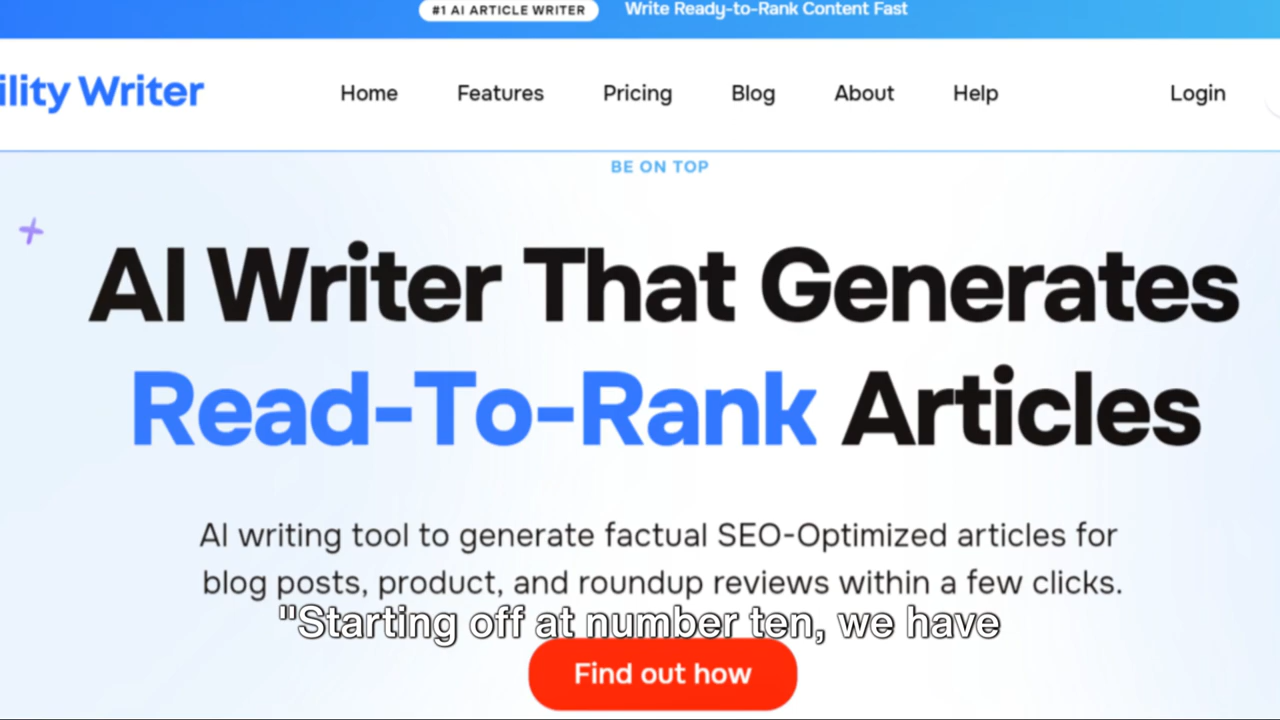 #1 AI ARTICLE WRITER Write Ready-to-Rank Content Fast
ility Writer Home Features Pricing Blog About Help Login
BE ON TOP
AI Writer That Generates
Read-To-Rank Articles
AI writing tool to generate factual SEO-Optimized articles for
blog posts, product, and roundup reviews within a few clicks.
"Starting off at number ten, we have
Find out how